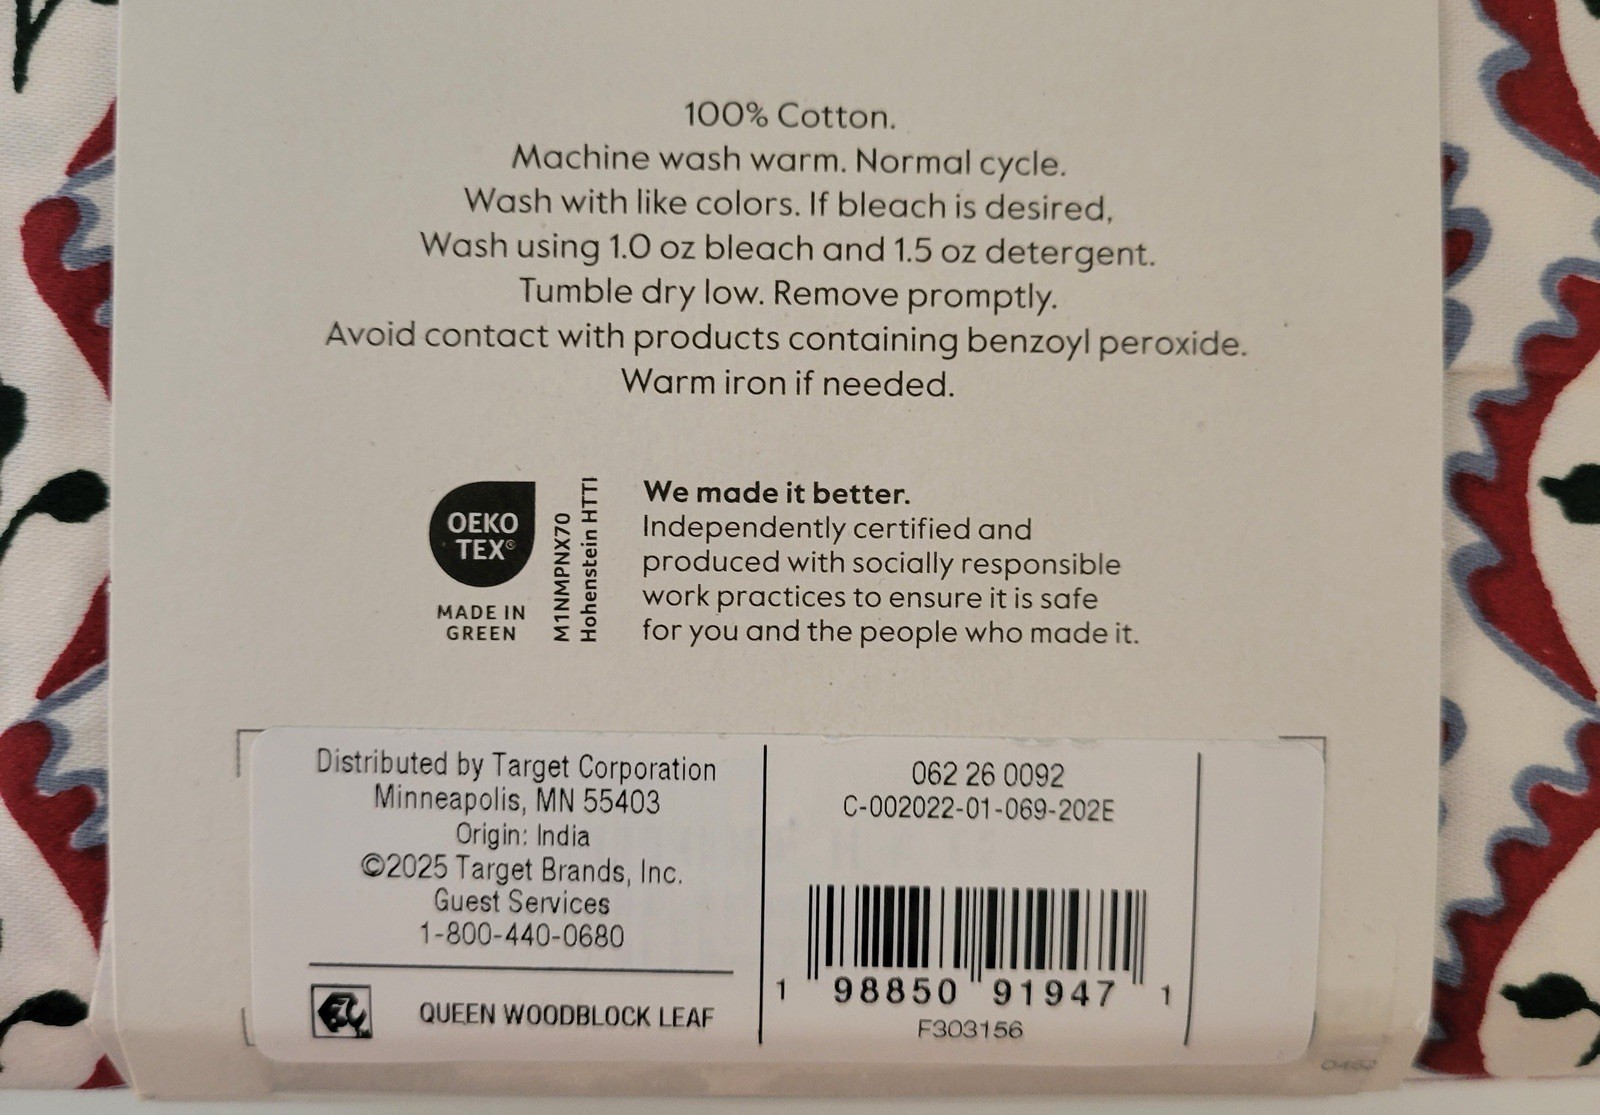 100% Cotton.
Machine wash warm. Normal cycle.
Wash with like colors. If bleach is desired,
Wash using 1.0 oz bleach and 1.5 oz detergent.
Tumble dry low. Remove promptly.
Avoid contact with products containing benzoyl peroxide.
Warm iron if needed.
OEKO
TEX®
MADE IN
GREEN
M1NMPNX70
Hohenstein HTTI
We made it better.
Independently certified and
produced with socially responsible
work practices to ensure it is safe
for you and the people who made it.
Distributed by Target Corporation
Minneapolis, MN 55403
Origin: India
©2025 Target Brands, Inc.
Guest Services
1-800-440-0680
QUEEN WOODBLOCK LEAF
062 26 0092
C-002022-01-069-202E
1 98850 91947 1
F303156